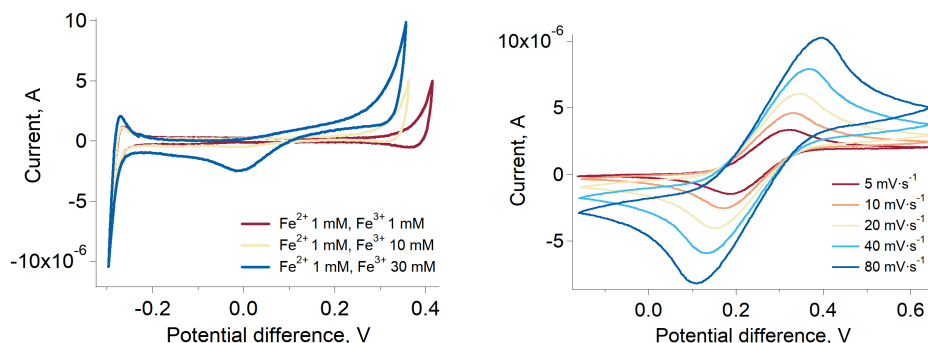 10
5
0
-5
-10x10⁻⁶
Current, A
-0.2 0.0 0.2 0.4
Potential difference, V
Fe²⁺ 1 mM, Fe³⁺ 1 mM
Fe²⁺ 1 mM, Fe³⁺ 10 mM
Fe²⁺ 1 mM, Fe³⁺ 30 mM
10x10⁻⁶
5
0
-5
Current, A
0.0 0.2 0.4 0.6
Potential difference, V
5 mV·s⁻¹
10 mV·s⁻¹
20 mV·s⁻¹
40 mV·s⁻¹
80 mV·s⁻¹